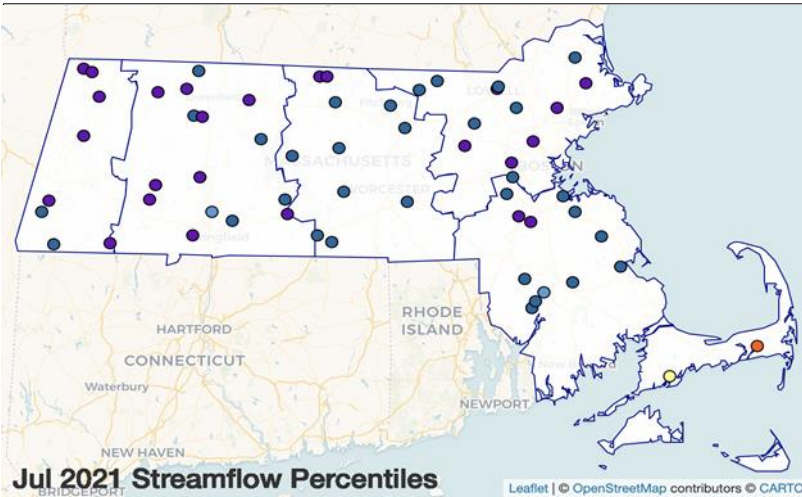 LOWELL
BOSTON
MASSACHUSETTS
WORCESTER
RHODE
ISLAND
HARTFORD
CONNECTICUT
Waterbury
NEWPORT
NEW HAVEN
BRIDGEPORT
Jul 2021 Streamflow Percentiles
Leaflet | © OpenStreetMap contributors © CARTO